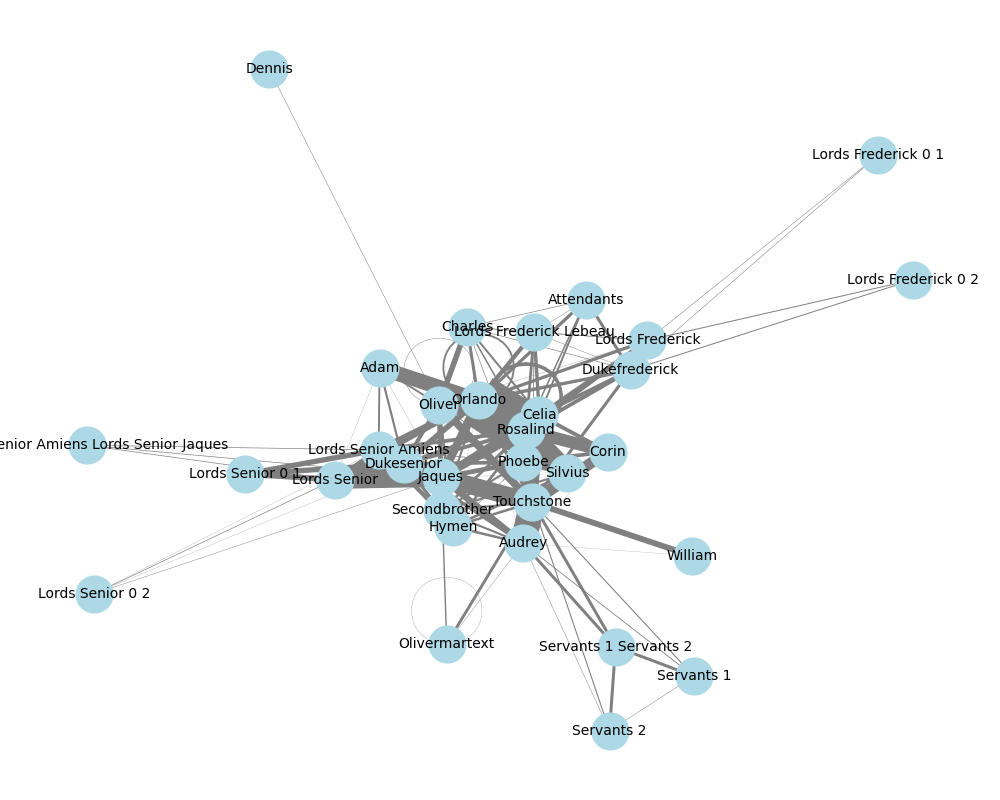 Dennis
Lords Frederick 0 1
Lords Frederick 0 2
Attendants
Charles
Lords Frederick Lebeau
Lords Frederick
Adam
Dukefrederick
Oliver
Orlando
Celia
Rosalind
enior Amiens Lords Senior Jaques
Lords Senior Amiens
Corin
Dukesenior
Phoebe
Lords Senior 0 1
Lords Senior
Jaques
Silvius
Touchstone
Secondbrother
Hymen
Audrey
William
Lords Senior 0 2
Olivermartext
Servants 1 Servants 2
Servants 1
Servants 2